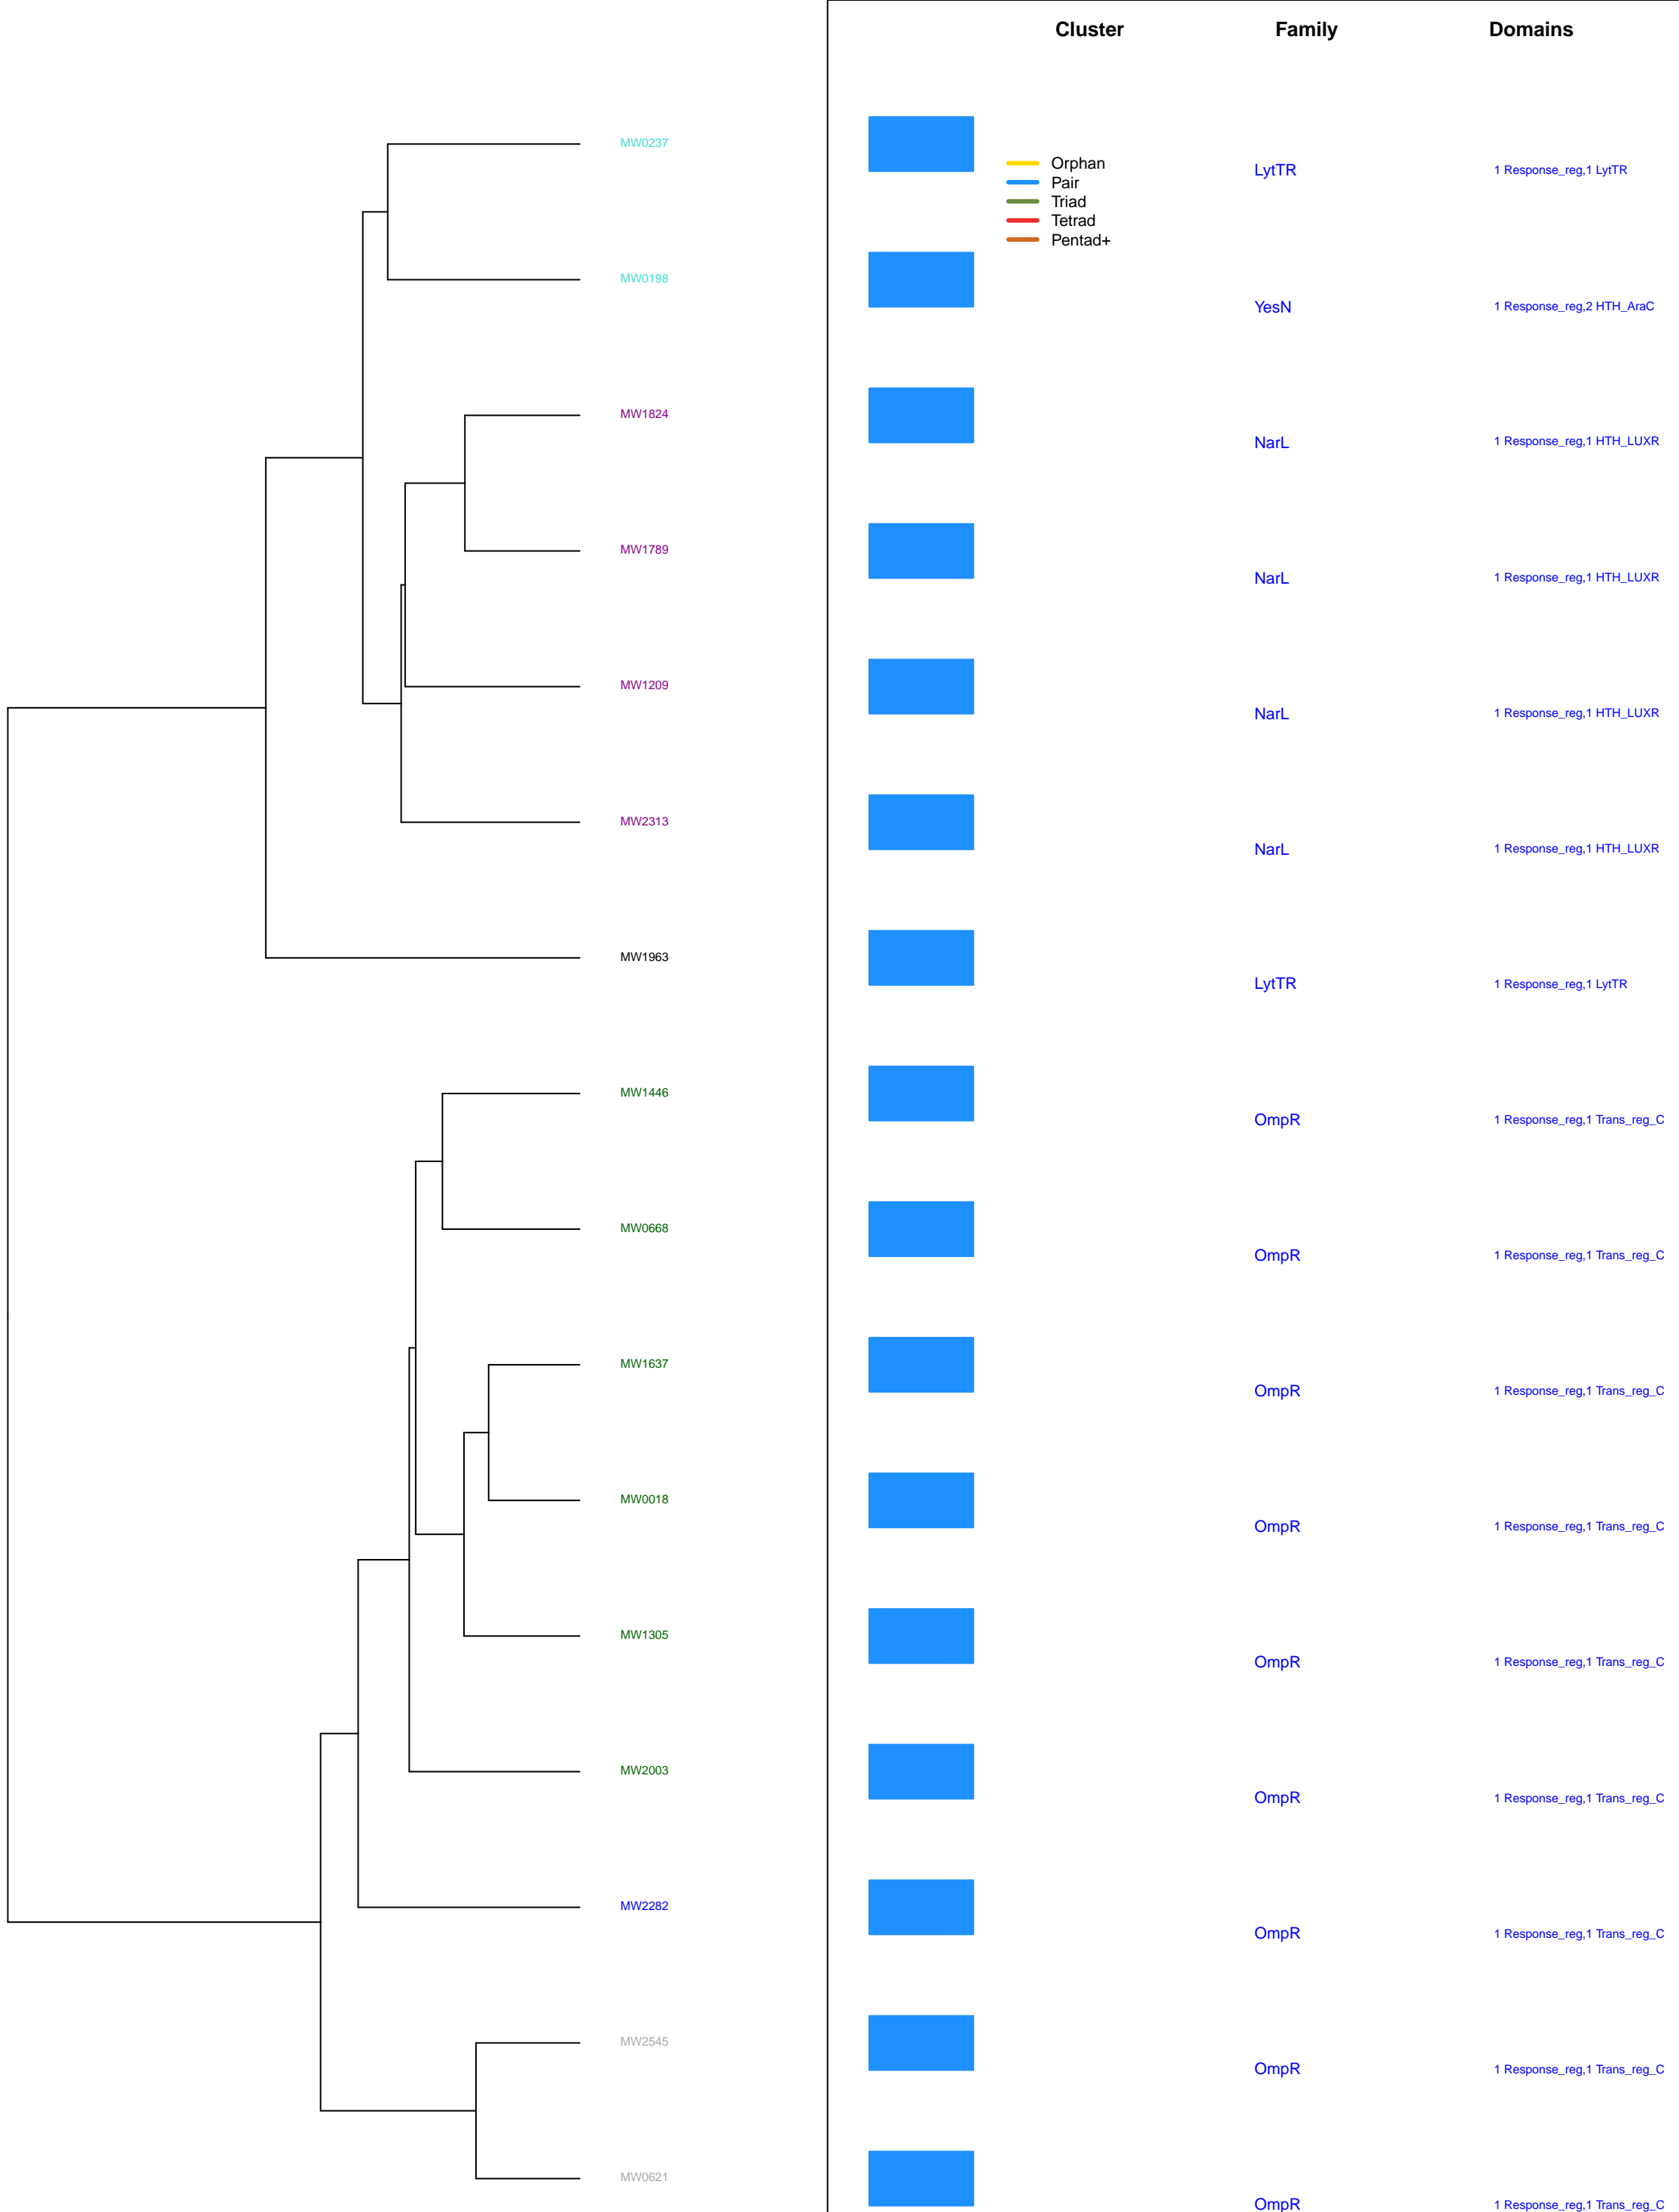 Cluster Family Domains
MW0237
Orphan
Pair
Triad
Tetrad
Pentad+
LytTR 1 Response_reg,1 LytTR
MW0198
YesN 1 Response_reg,2 HTH_AraC
MW1824
NarL 1 Response_reg,1 HTH_LUXR
MW1789
NarL 1 Response_reg,1 HTH_LUXR
MW1209
NarL 1 Response_reg,1 HTH_LUXR
MW2313
NarL 1 Response_reg,1 HTH_LUXR
MW1963
LytTR 1 Response_reg,1 LytTR
MW1446
OmpR 1 Response_reg,1 Trans_reg_C
MW0668
OmpR 1 Response_reg,1 Trans_reg_C
MW1637
OmpR 1 Response_reg,1 Trans_reg_C
MW0018
OmpR 1 Response_reg,1 Trans_reg_C
MW1305
OmpR 1 Response_reg,1 Trans_reg_C
MW2003
OmpR 1 Response_reg,1 Trans_reg_C
MW2282
OmpR 1 Response_reg,1 Trans_reg_C
MW2545
OmpR 1 Response_reg,1 Trans_reg_C
MW0621
OmpR 1 Response_reg,1 Trans_reg_C